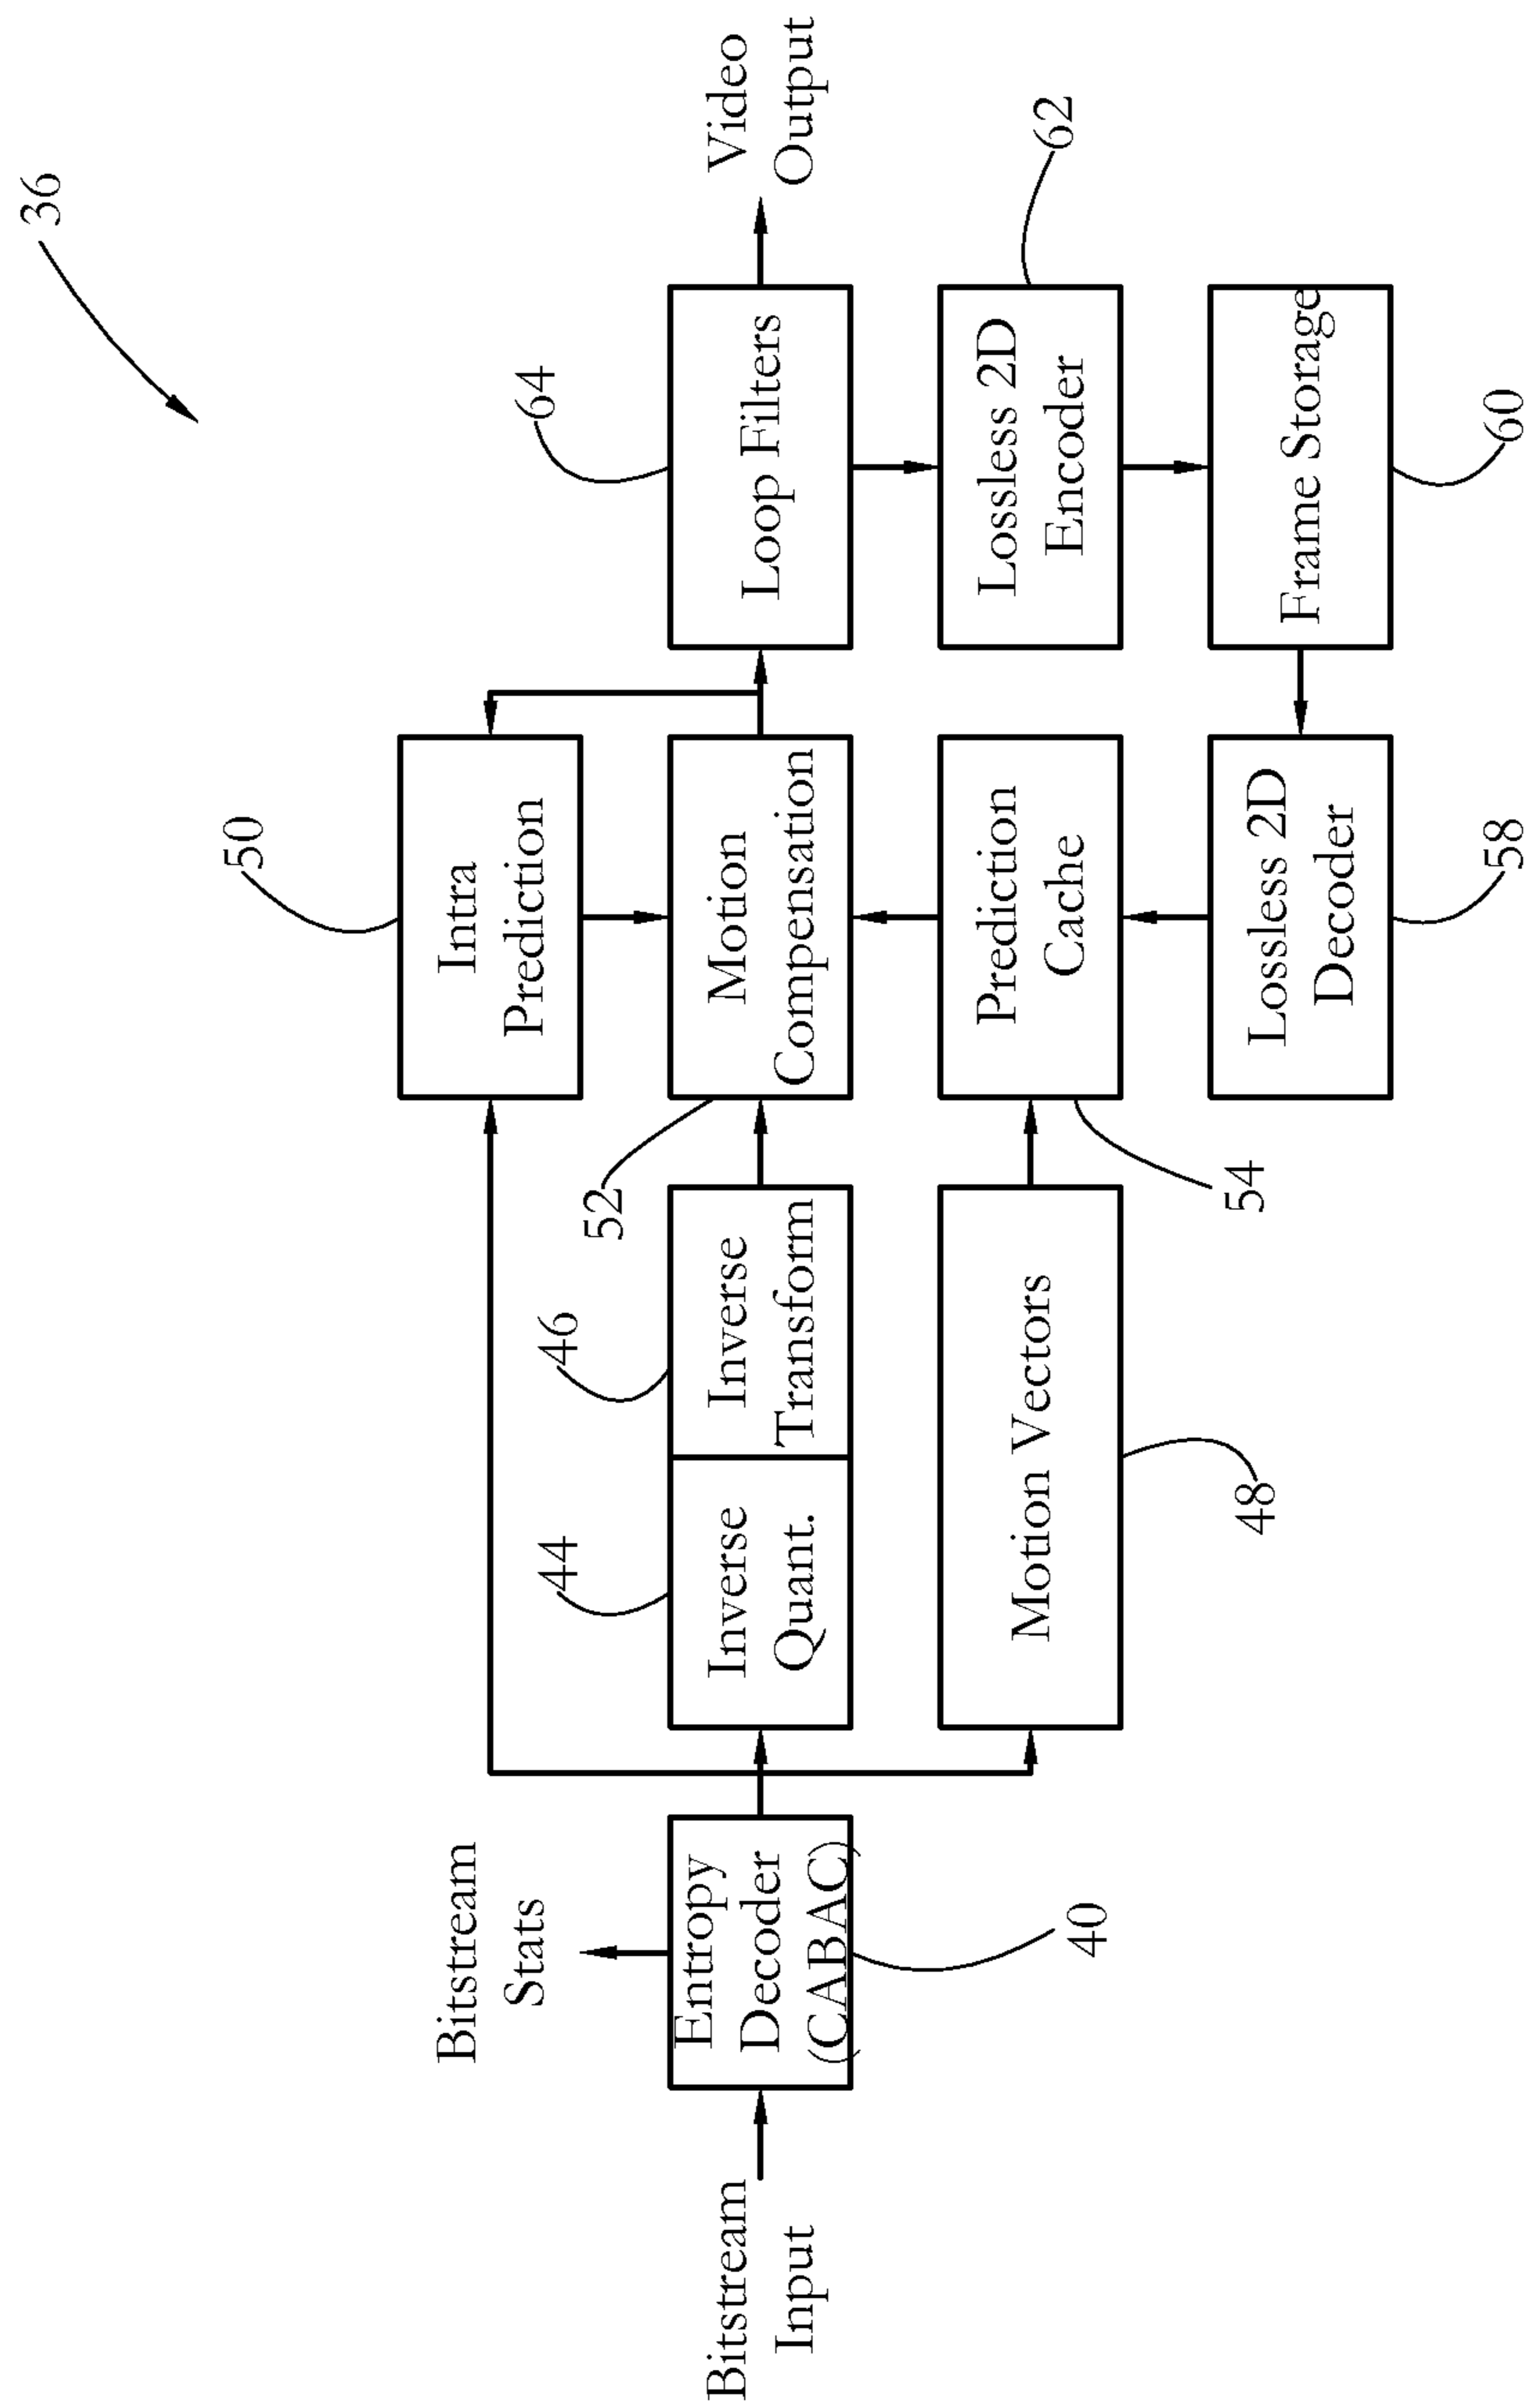 36
50
Intra
Prediction
Bitstream
Stats
44
46
52
64
Bitstream
Input
Entropy
Decoder
(CABAC)
Inverse
Quant.
Inverse
Transform
Motion
Compensation
Loop Filters
Video
Output
40
Motion Vectors
Prediction
Cache
Lossless 2D
Encoder
62
48
54
Lossless 2D
Decoder
Frame Storage
58
60